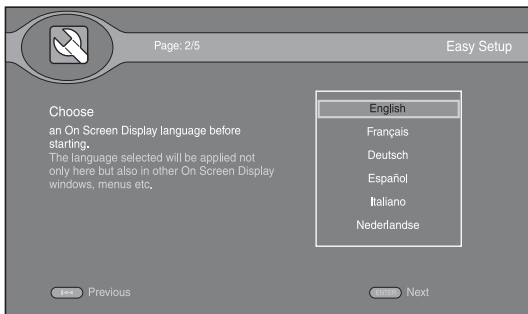 Page: 2/5
Easy Setup
Choose
an On Screen Display language before
starting.
The language selected will be applied not
only here but also in other On Screen Display
windows, menus etc.
English
Français
Deutsch
Español
Italiano
Nederlandse
Previous
ENTER Next